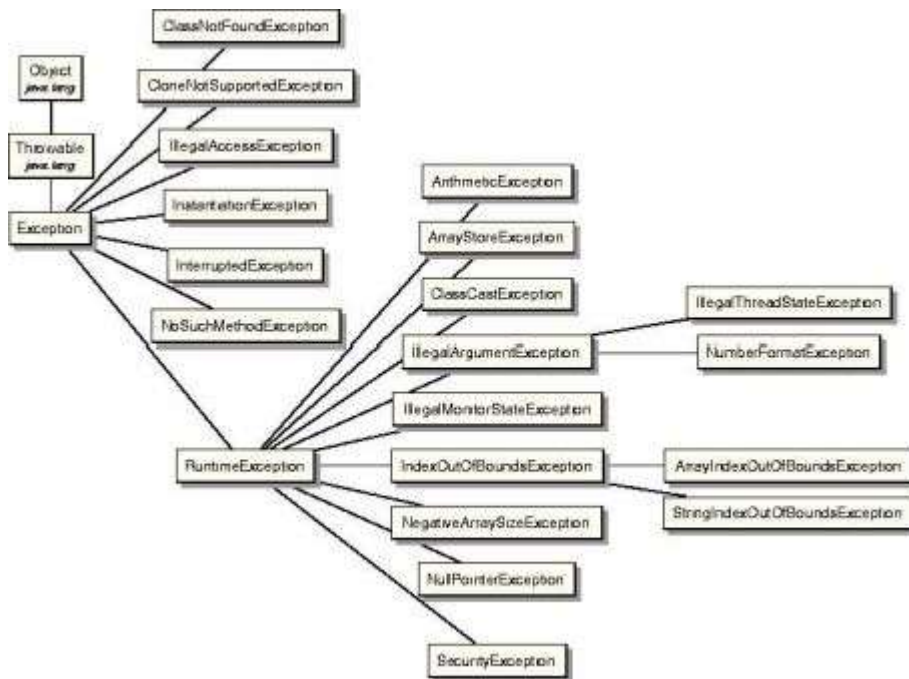 ClassNotFoundException
Object
java.lang
CloneNotSupportedException
Throwable
java.lang
IllegalAccessException
ArithmeticException
InstantiationException
Exception
ArrayStoreException
InterruptedException
ClassCastException
IllegalThreadStateException
NoSuchMethodException
IllegalArgumentException
NumberFormatException
IllegalMonitorStateException
RuntimeException
IndexOutOfBoundsException
ArrayIndexOutOfBoundsException
StringIndexOutOfBoundsException
NegativeArraySizeException
NullPointerException
SecurityException